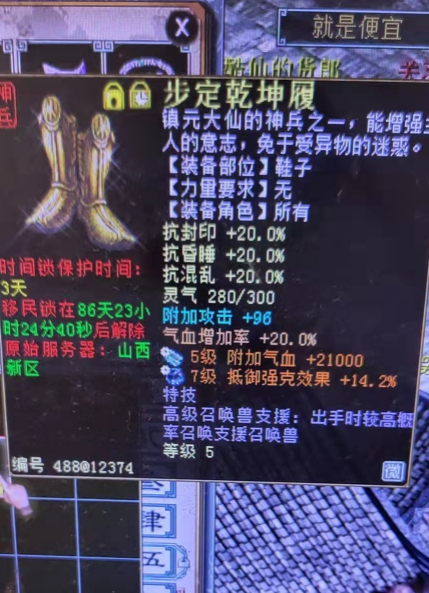 就是便宜
神兵
步定乾坤履
镇元大仙的神兵之一，能增强主
人的意志，免于受异物的迷惑。
【装备部位】鞋子
【力量要求】无
【装备角色】所有
抗封印 +20.0%
抗昏睡 +20.0%
抗混乱 +20.0%
灵气 280/300
附加攻击 +96
气血增加率 +20.0%
5级 附加气血 +21000
7级 抵御强克效果 +14.2%
特技
高级召唤兽支援：出手时较高概
率召唤支援召唤兽
等级 5
时间锁保护时间：
3天
移民锁在86天23小
时24分40秒后解除
原始服务器：山西
新区
编号 488012374
微
肆
五